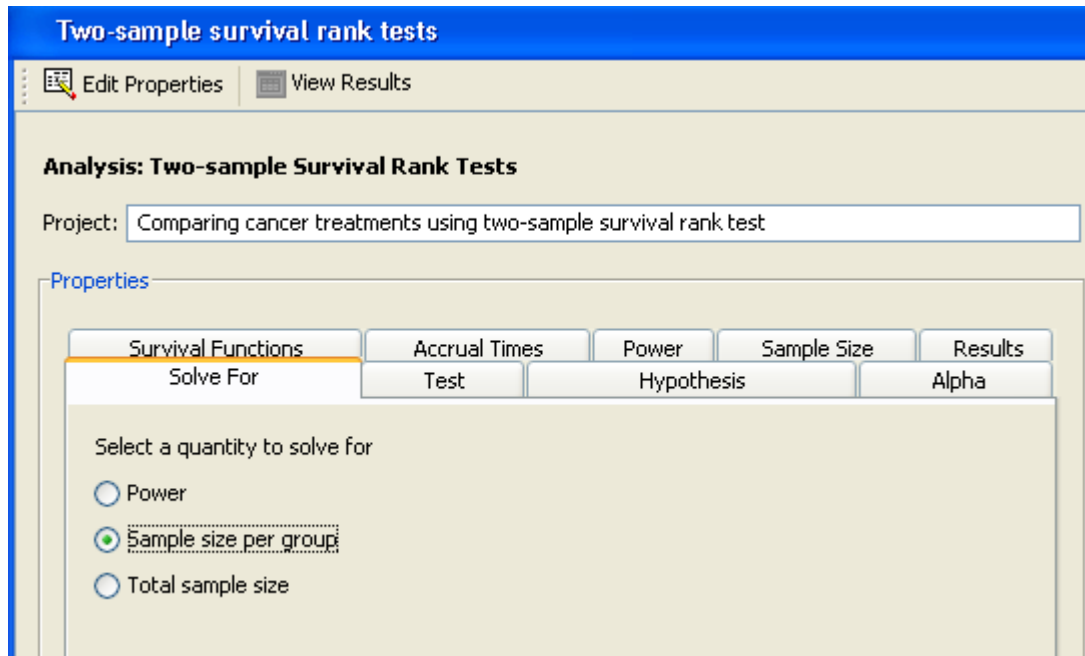 Two-sample survival rank tests
Edit Properties View Results
Analysis: Two-sample Survival Rank Tests
Project: Comparing cancer treatments using two-sample survival rank test
Properties
Survival Functions Accrual Times Power Sample Size Results
Solve For Test Hypothesis Alpha
Select a quantity to solve for
Power
Sample size per group
Total sample size